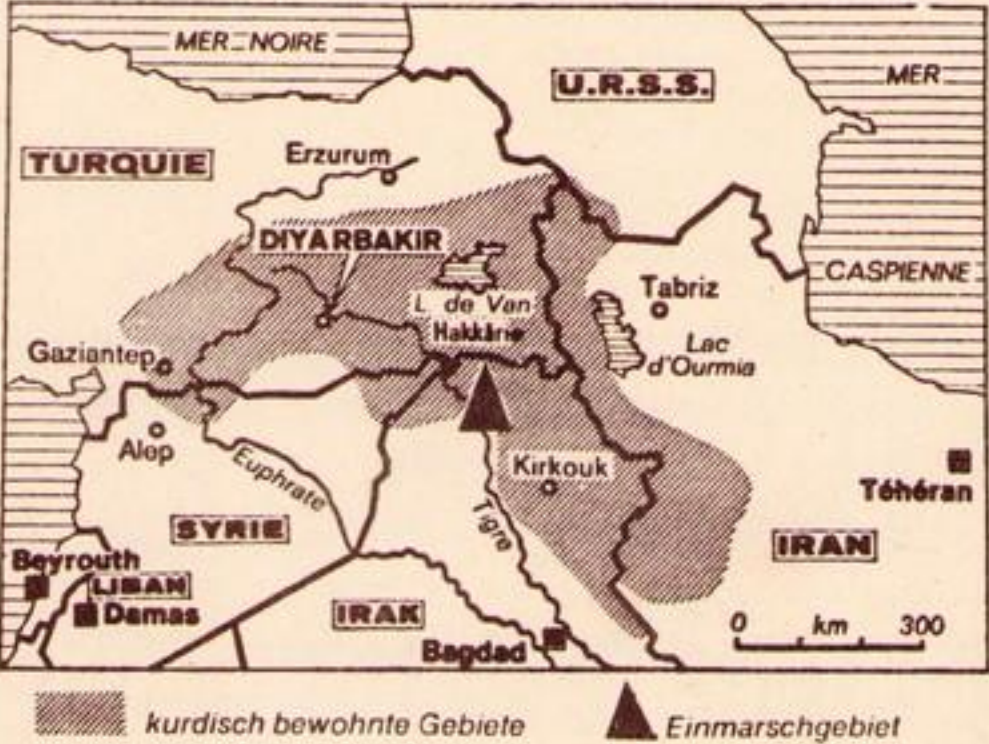 MER NOIRE
U.R.S.S.
MER
TURQUIE
Erzurum
DIYARBAKIR
CASPIENNE
L. de Van
Tabriz
Hakkâri
Gaziantep
Lac
d'Ourmia
Alep
Euphrate
Kirkouk
Téhéran
Tigre
SYRIE
IRAN
Beyrouth
LIBAN
Damas
IRAK
Bagdad
0 km 300
kurdisch bewohnte Gebiete
Einmarschgebiet